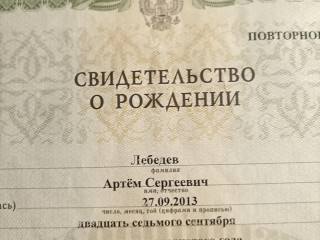 ПОВТОРНО
СВИДЕТЕЛЬСТВО
О РОЖДЕНИИ
Лебедев
фамилия
Артём Сергеевич
имя, отчество
27.09.2013
число, месяц, год (цифрами и прописью)
двадцать седьмого сентября
года